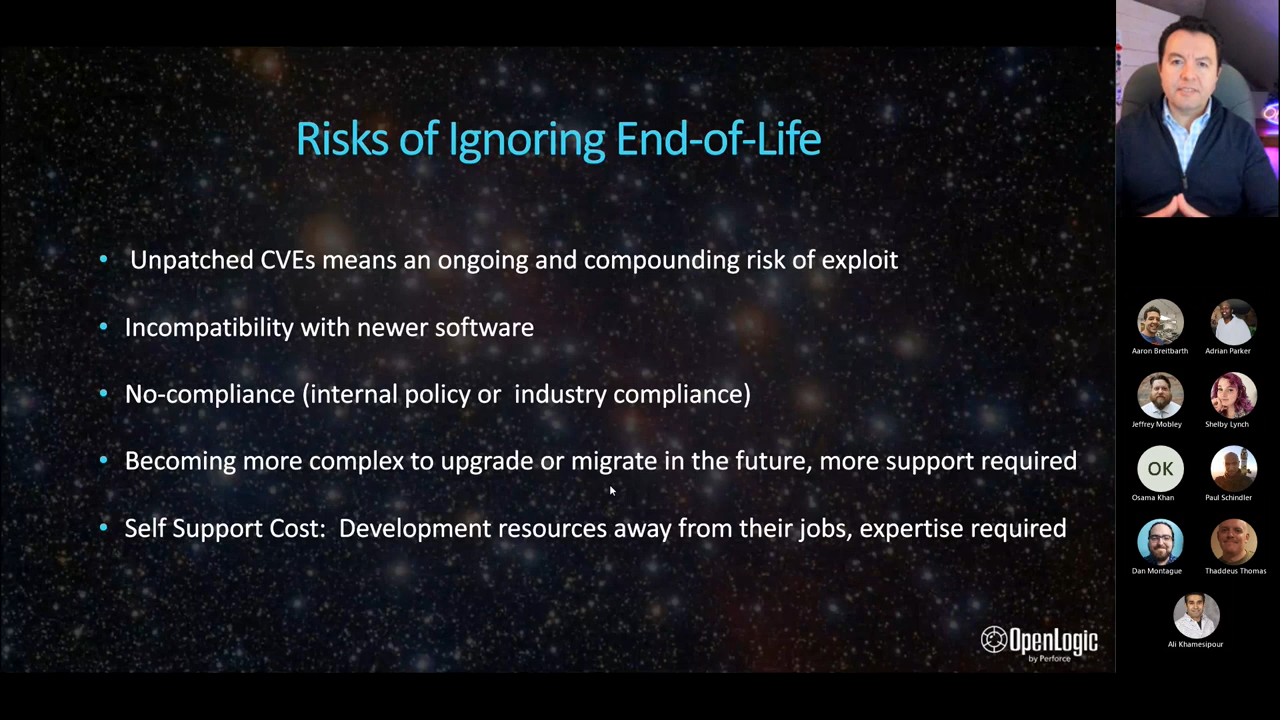 Risks of Ignoring End-of-Life
• Unpatched CVEs means an ongoing and compounding risk of exploit
• Incompatibility with newer software
• No-compliance (internal policy or industry compliance)
• Becoming more complex to upgrade or migrate in the future, more support required
• Self Support Cost: Development resources away from their jobs, expertise required
OpenLogic
by Perforce
Aaron Breitbarth
Adrian Parker
Jeffrey Mobley
Shelby Lynch
OK
Osama Khan
Paul Schindler
Dan Montague
Thaddeus Thomas
Ali Khamesipour